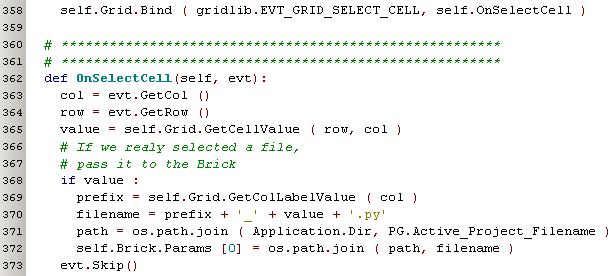 358 self.Grid.Bind ( gridlib.EVT_GRID_SELECT_CELL, self.OnSelectCell )
359
360 # *******************************************************
361 # *******************************************************
362 def OnSelectCell(self, evt):
363 col = evt.GetCol ()
364 row = evt.GetRow ()
365 value = self.Grid.GetCellValue ( row, col )
366 # If we realy selected a file,
367 # pass it to the Brick
368 if value :
369 prefix = self.Grid.GetColLabelValue ( col )
370 filename = prefix + '_' + value + '.py'
371 path = os.path.join ( Application.Dir, PG.Active_Project_Filename )
372 self.Brick.Params [0] = os.path.join ( path, filename )
373 evt.Skip()